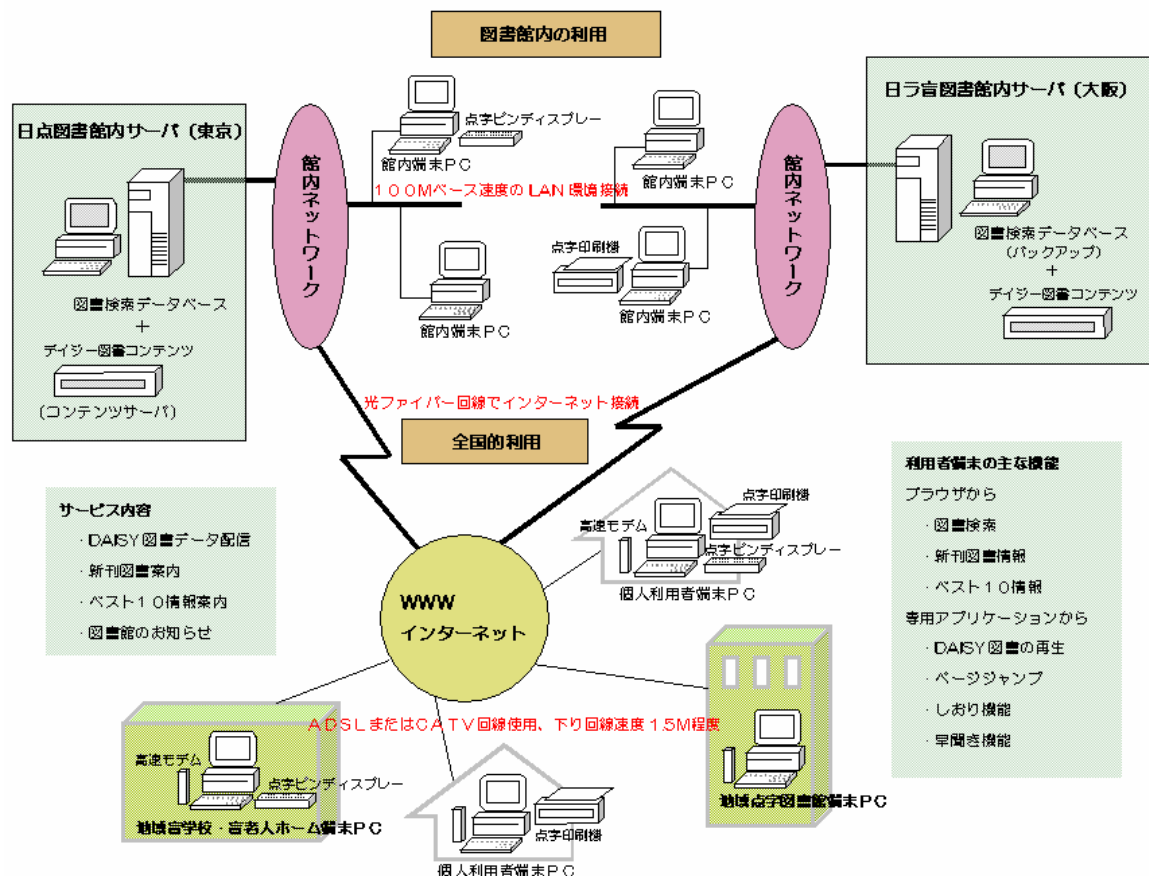 図書館内の利用
日点図書館内サーバ（東京）
図書検索データベース
＋
デイジー図書コンテンツ
(コンテンツサーバ)
館内ネットワーク
点字ピンディスプレー
館内端末ＰＣ
館内端末ＰＣ
１００Ｍベース速度の LAN 環境接続
館内端末ＰＣ
点字印刷機
館内端末ＰＣ
館内ネットワーク
日ラ盲図書館内サーバ（大阪）
図書検索データベース
(バックアップ)
＋
デイジー図書コンテンツ
光ファイバー回線でインターネット接続
全国的利用
サービス内容
・DAISY 図書データ配信
・新刊図書案内
・ベスト１０情報案内
・図書館のお知らせ
WWW
インターネット
高速モデム
点字印刷機
点字ピンディスプレー
個人利用者端末ＰＣ
利用者端末の主な機能
ブラウザから
・図書検索
・新刊図書情報
・ベスト10 情報
専用アプリケーションから
・DAISY 図書の再生
・ページジャンプ
・しおり機能
・早聞き機能
ＡＤＳＬまたはＣＡＴＶ回線使用、下り回線速度 1.5M程度
高速モデム
点字ピンディスプレー
地域盲学校・盲老人ホーム端末ＰＣ
点字印刷機
個人利用者端末ＰＣ
地域点字図書館端末ＰＣ